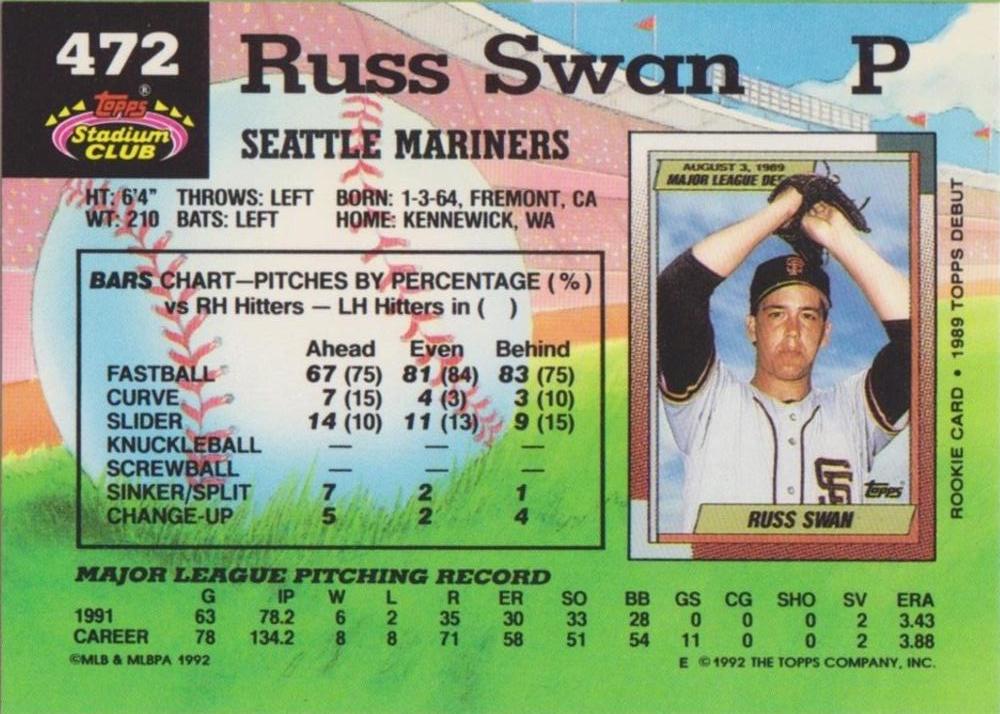 472
Russ Swan P
Topps®
Stadium
CLUB
SEATTLE MARINERS
HT: 6'4" THROWS: LEFT BORN: 1-3-64, FREMONT, CA
WT: 210 BATS: LEFT HOME: KENNEWICK, WA
BARS CHART—PITCHES BY PERCENTAGE (%)
vs RH Hitters — LH Hitters in ( )
Ahead Even Behind
FASTBALL 67 (75) 81 (84) 83 (75)
CURVE 7 (15) 4 (3) 3 (10)
SLIDER 14 (10) 11 (13) 9 (15)
KNUCKLEBALL — — —
SCREWBALL — — —
SINKER/SPLIT 7 2 1
CHANGE-UP 5 2 4
AUGUST 3, 1989
MAJOR LEAGUE DE
SF
SF
Topps
RUSS SWAN
ROOKIE CARD • 1989 TOPPS DEBUT
MAJOR LEAGUE PITCHING RECORD
G IP W L R ER SO BB GS CG SHO SV ERA
1991 63 78.2 6 2 35 30 33 28 0 0 0 2 3.43
CAREER 78 134.2 8 8 71 58 51 54 11 0 0 2 3.88
©MLB & MLBPA 1992
E ©1992 THE TOPPS COMPANY, INC.